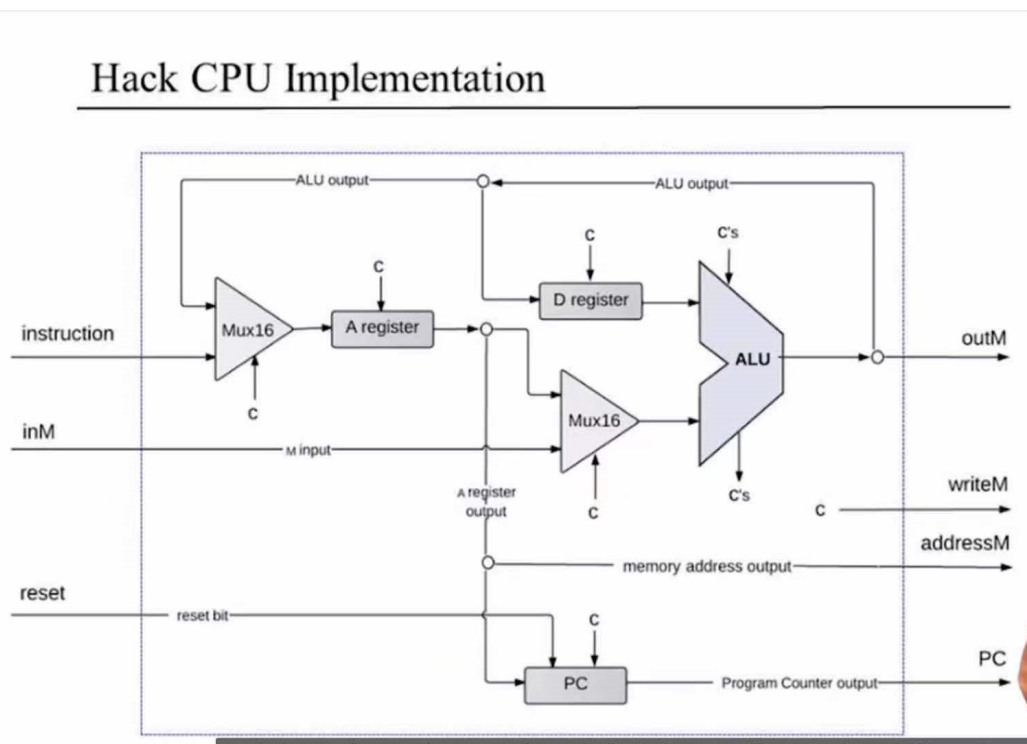 Hack CPU Implementation
ALU output
ALU output
C
C's
C
D register
Mux16
A register
instruction
outM
ALU
C
Mux16
inM
M input
A register
output
C
C's
writeM
C
addressM
memory address output
reset
reset bit
C
PC
PC
Program Counter output